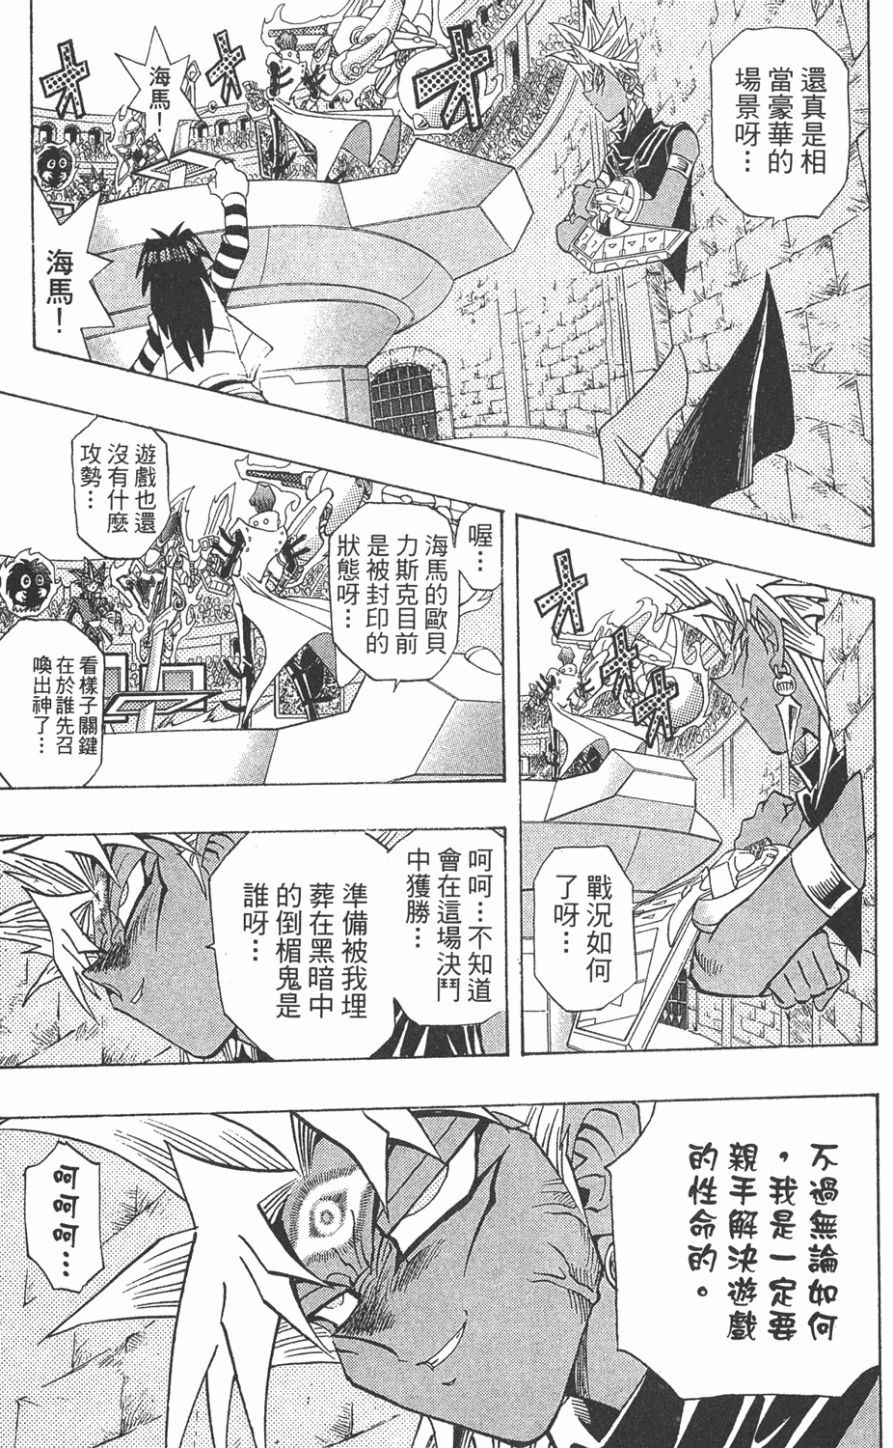 還真是相
當豪華的
場景呀…
オ
オ
オ
海馬！
海馬！
オ
オ
オ
戰況如何
了呀…
喔…
海馬的歐貝
力斯克目前
是被封印的
狀態呀…
遊戲也還
沒有什麼
攻勢…
看樣子關鍵
在於誰先召
喚出神了…
呵呵…不知道
會在這場決鬥
中獲勝…
準備被我埋
葬在黑暗中
的倒楣鬼是
誰呀…
不過無論如何
，我是一定要
親手解決遊戲
的性命的。
呵呵呵…